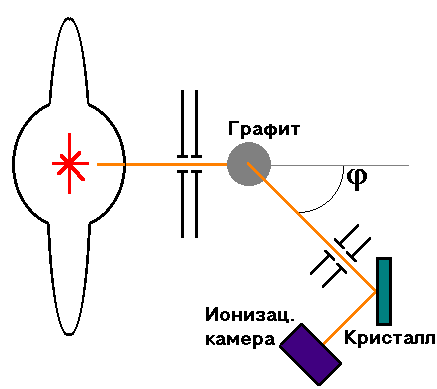 Графит
φ
Ионизац.
камера
Кристалл